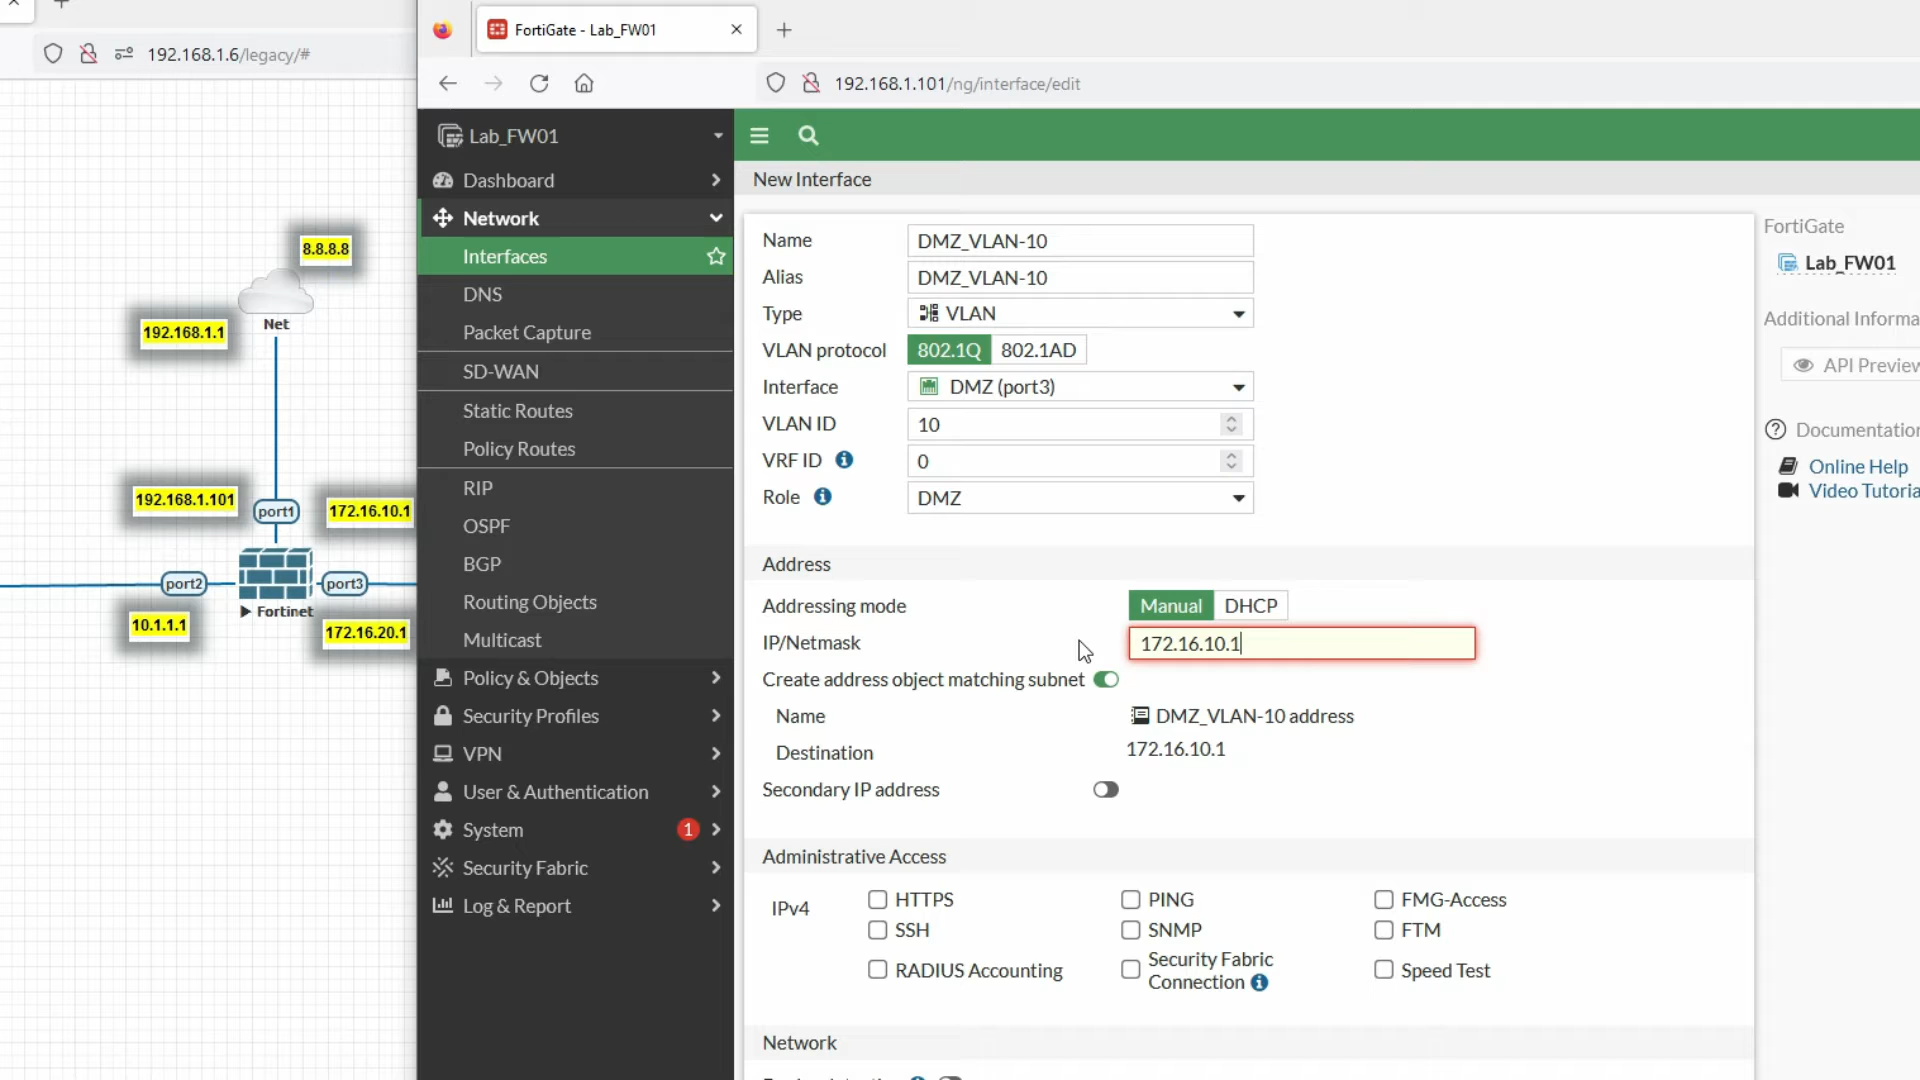 192.168.1.6/legacy/#
8.8.8.8
Net
192.168.1.1
192.168.1.101
port1
172.16.10.1
port2
port3
Fortinet
10.1.1.1
172.16.20.1
FortiGate - Lab_FW01
192.168.1.101/ng/interface/edit
Lab_FW01
Dashboard
Network
Interfaces
DNS
Packet Capture
SD-WAN
Static Routes
Policy Routes
RIP
OSPF
BGP
Routing Objects
Multicast
Policy & Objects
Security Profiles
VPN
User & Authentication
System 1
Security Fabric
Log & Report
New Interface
Name DMZ_VLAN-10
Alias DMZ_VLAN-10
Type VLAN
VLAN protocol 802.1Q 802.1AD
Interface DMZ (port3)
VLAN ID 10
VRF ID 0
Role DMZ
Address
Addressing mode Manual DHCP
IP/Netmask 172.16.10.1
Create address object matching subnet
Name DMZ_VLAN-10 address
Destination 172.16.10.1
Secondary IP address
Administrative Access
IPv4 HTTPS PING FMG-Access
SSH SNMP FTM
RADIUS Accounting Security Fabric Connection Speed Test
Network
FortiGate
Lab_FW01
Additional Informa
API Preview
Documentation
Online Help
Video Tutoria